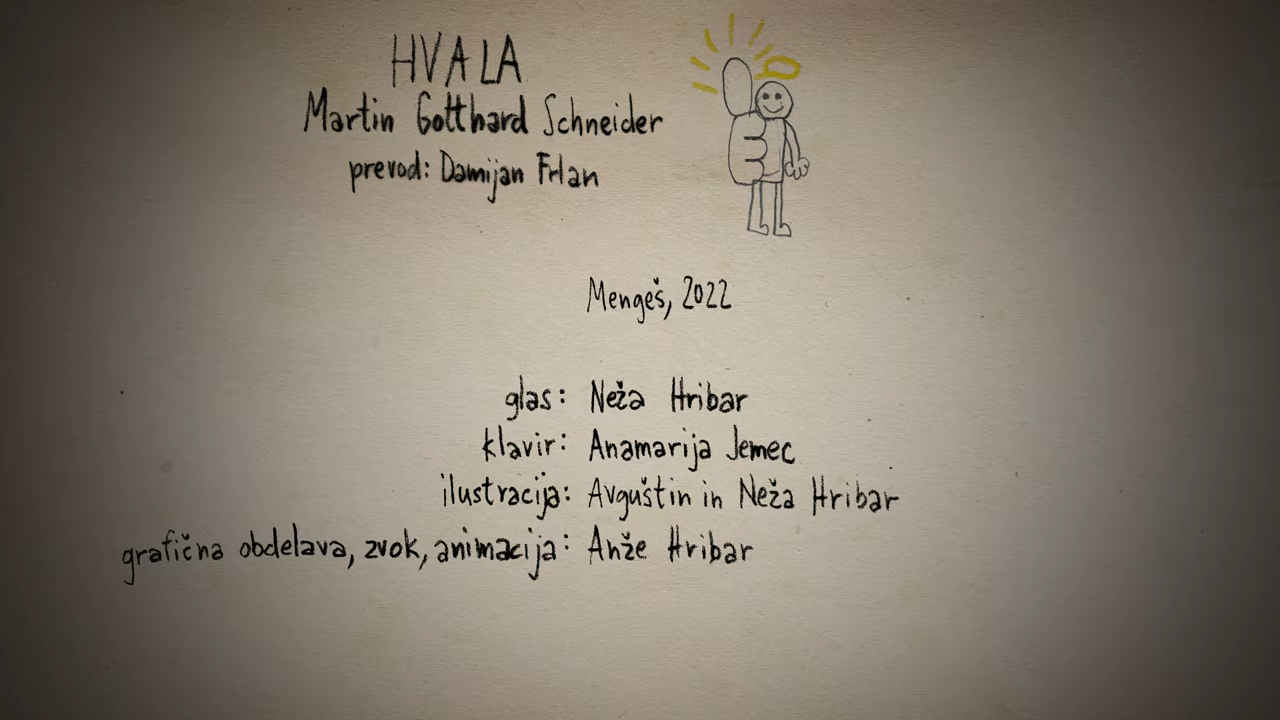 HVALA
Martin Gotthard Schneider
prevod: Damijan Frlan
Mengeš, 2022
glas: Neža Hribar
klavir: Anamarija Jemec
ilustracija: Avguštin in Neža Hribar
grafična obdelava, zvok, animacija: Anže Hribar